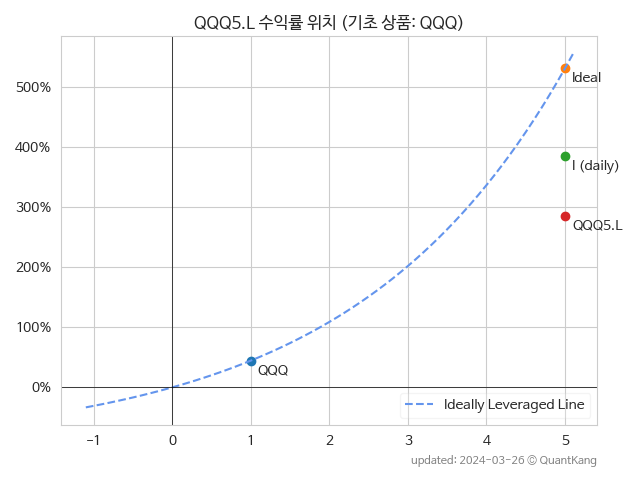 QQQ5.L 수익률 위치 (기초 상품: QQQ)
500%
400%
300%
200%
100%
0%
Ideal
I (daily)
QQQ5.L
QQQ
Ideally Leveraged Line
-1 0 1 2 3 4 5
updated: 2024-03-26 © QuantKang